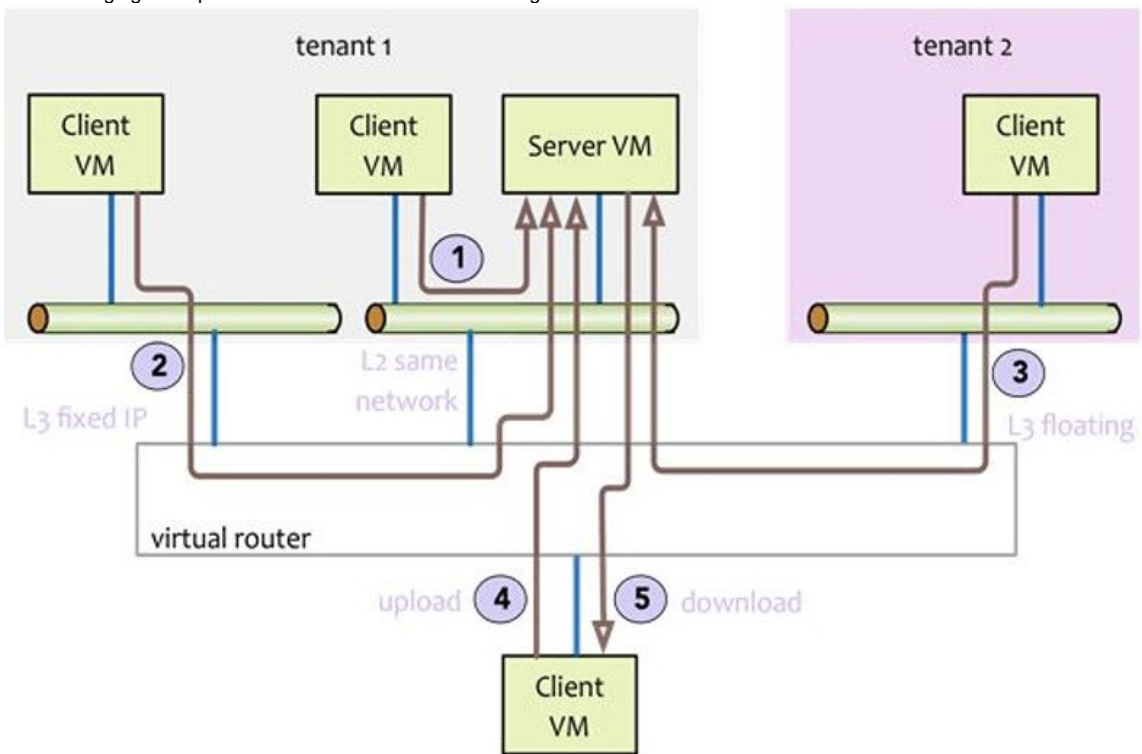 tenant 1
tenant 2
Client
VM
Client
VM
Server VM
Client
VM
1
2
L2 same
network
3
L3 fixed IP
L3 floating
virtual router
upload 4
5 download
Client
VM